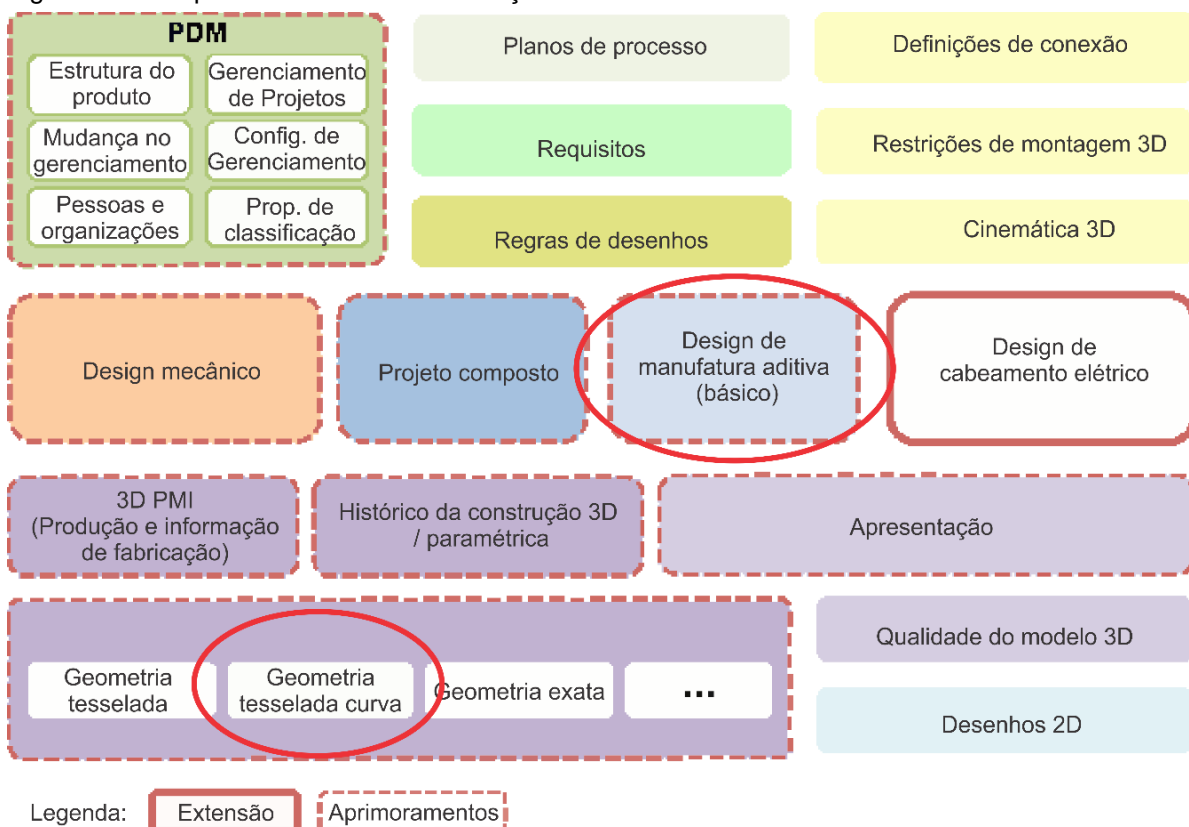 PDM
Estrutura do
produto
Gerenciamento
de Projetos
Mudança no
gerenciamento
Config. de
Gerenciamento
Pessoas e
organizações
Prop. de
classificação
Planos de processo
Requisitos
Regras de desenhos
Definições de conexão
Restrições de montagem 3D
Cinemática 3D
Design mecânico
Projeto composto
Design de
manufatura aditiva
(básico)
Design de
cabeamento elétrico
3D PMI
(Produção e informação
de fabricação)
Histórico da construção 3D
/ paramétrica
Apresentação
Geometria
tesselada
Geometria
tesselada curva
Geometria exata
...
Qualidade do modelo 3D
Desenhos 2D
Legenda:
Extensão
Aprimoramentos